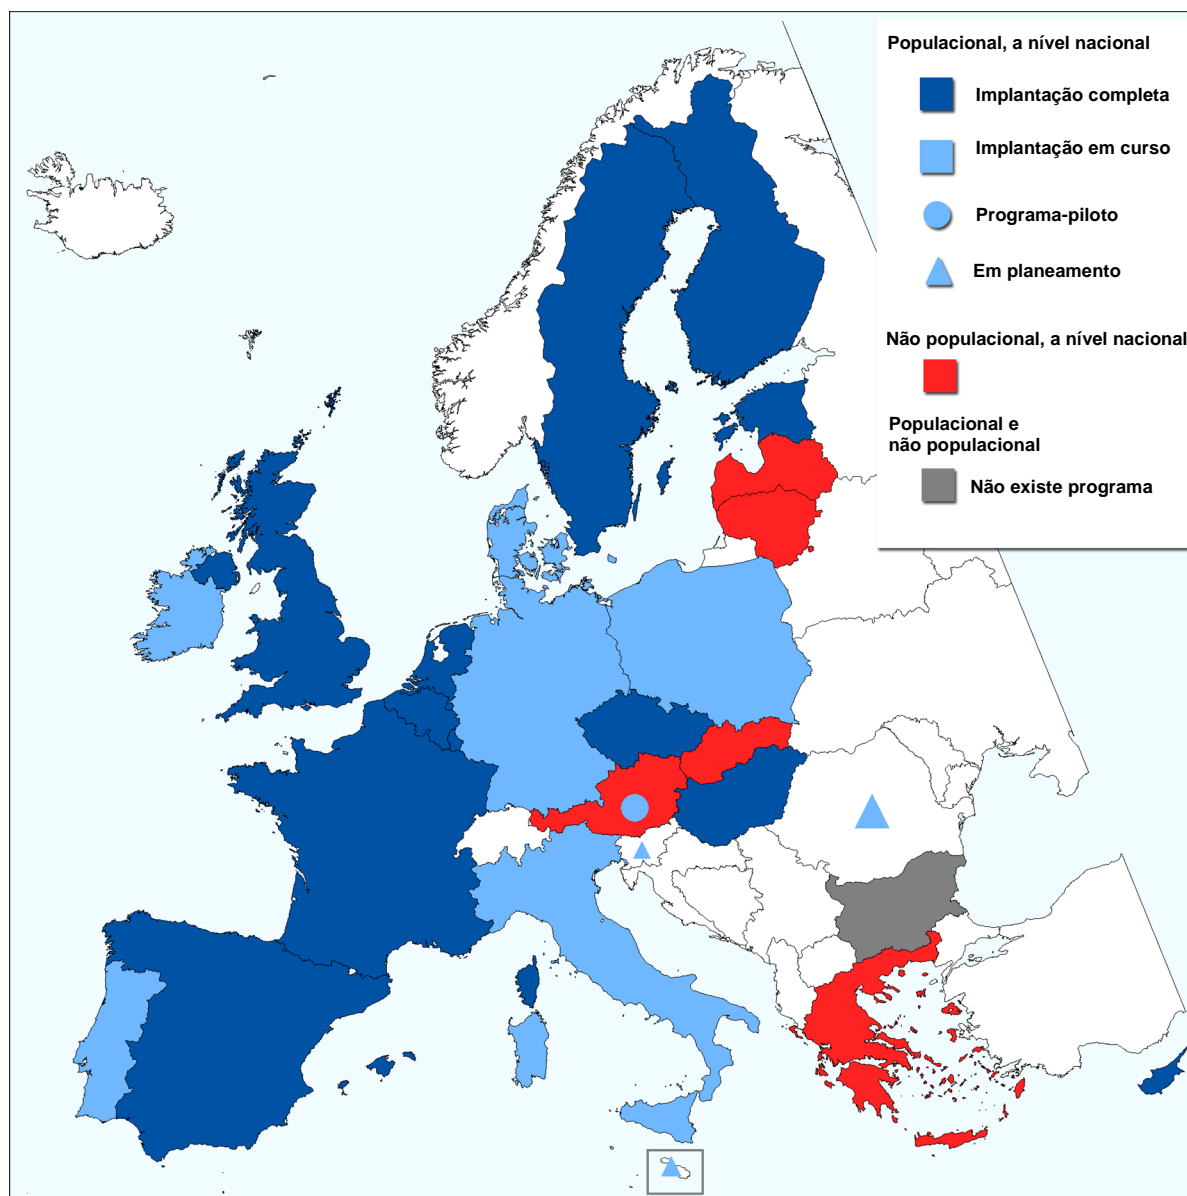 Populacional, a nível nacional
Implantação completa
Implantação em curso
Programa-piloto
Em planeamento
Não populacional, a nível nacional
Populacional e
não populacional
Não existe programa